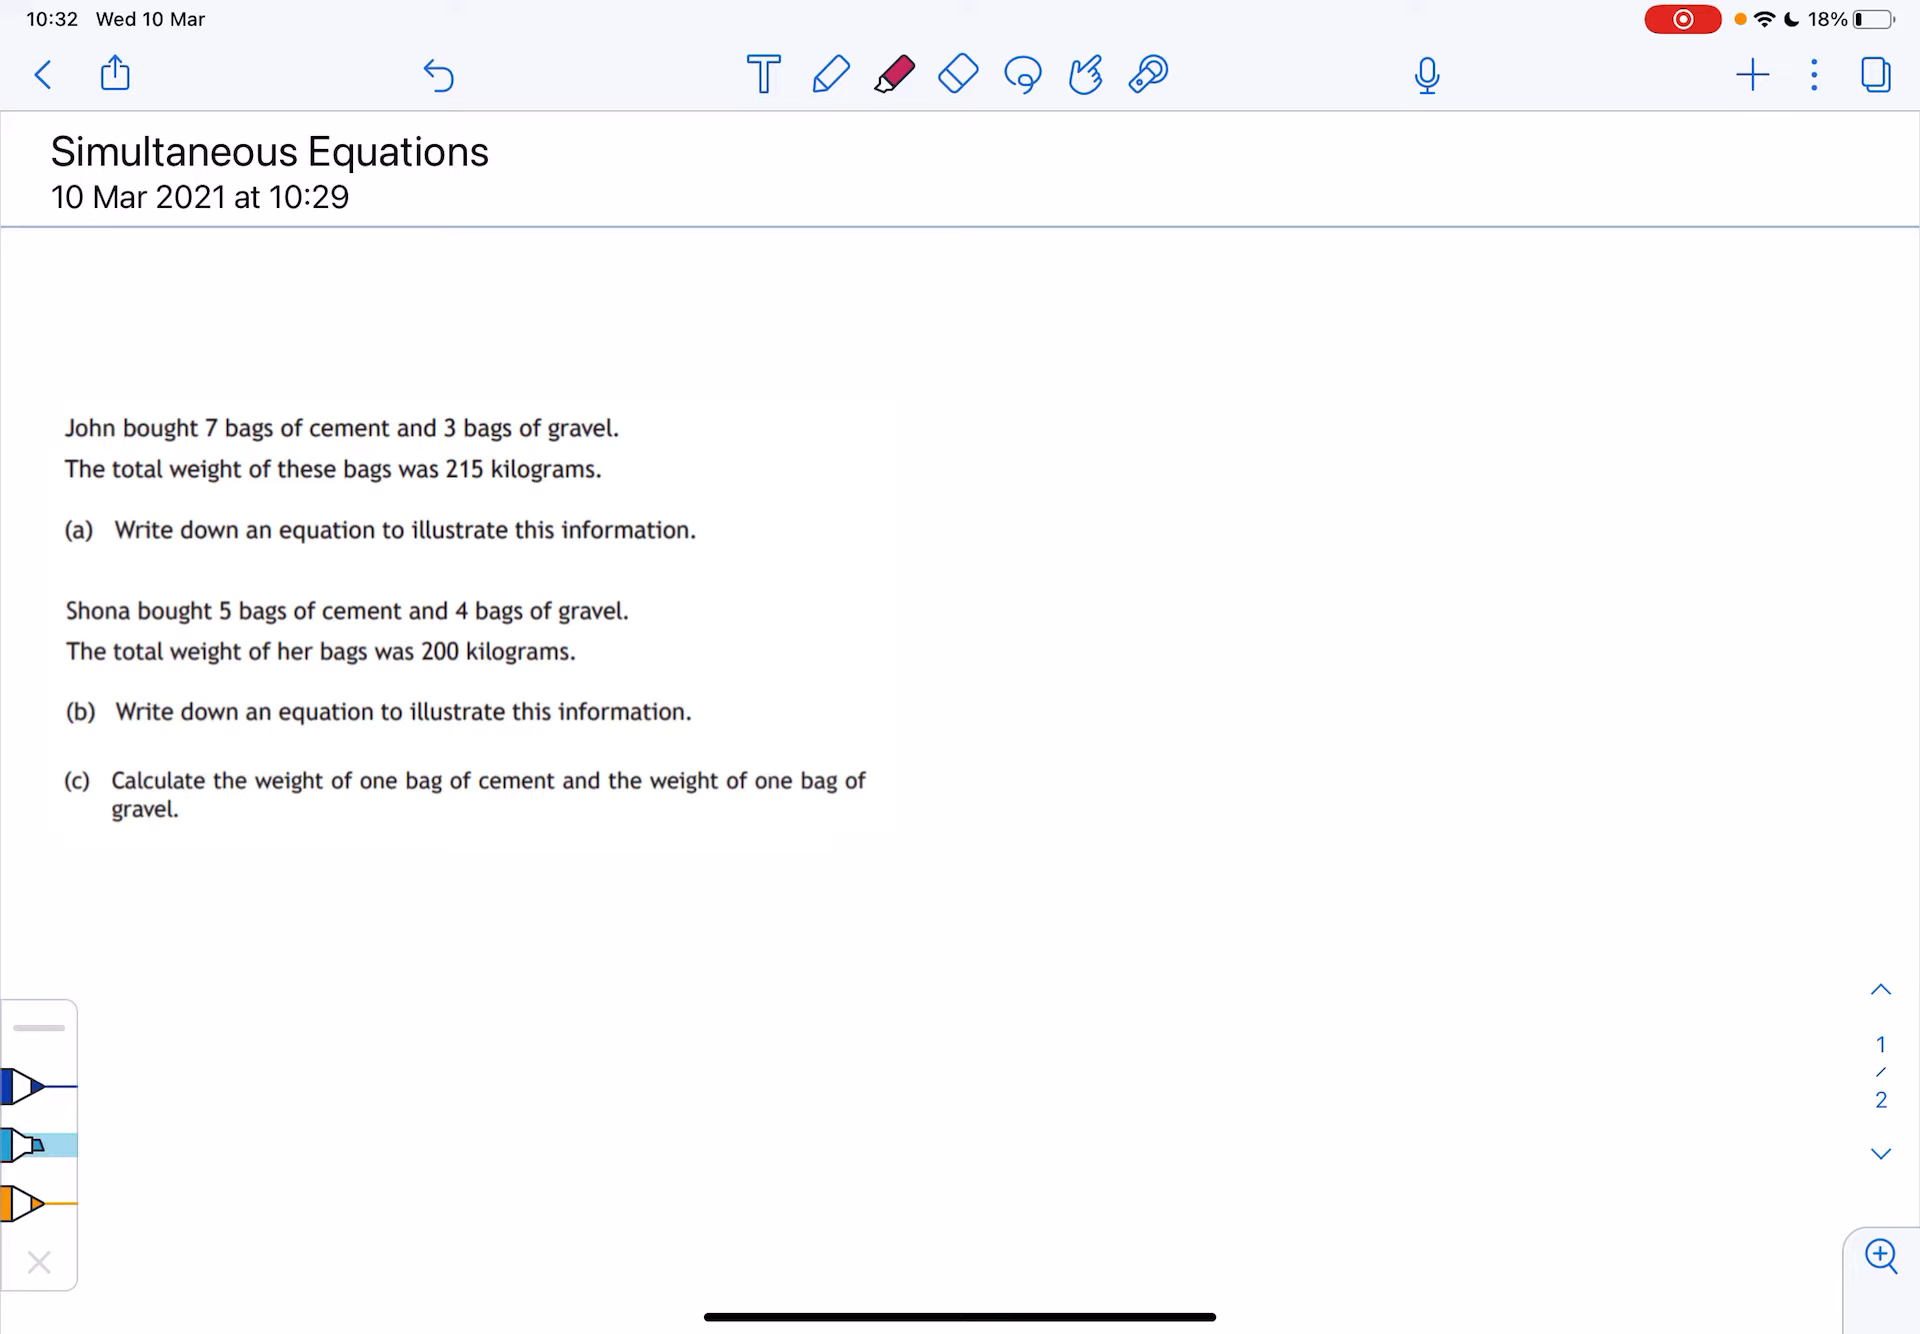 10:32 Wed 10 Mar
18%
T
Simultaneous Equations
10 Mar 2021 at 10:29
John bought 7 bags of cement and 3 bags of gravel.
The total weight of these bags was 215 kilograms.
(a) Write down an equation to illustrate this information.
Shona bought 5 bags of cement and 4 bags of gravel.
The total weight of her bags was 200 kilograms.
(b) Write down an equation to illustrate this information.
(c) Calculate the weight of one bag of cement and the weight of one bag of
gravel.
1
/
2